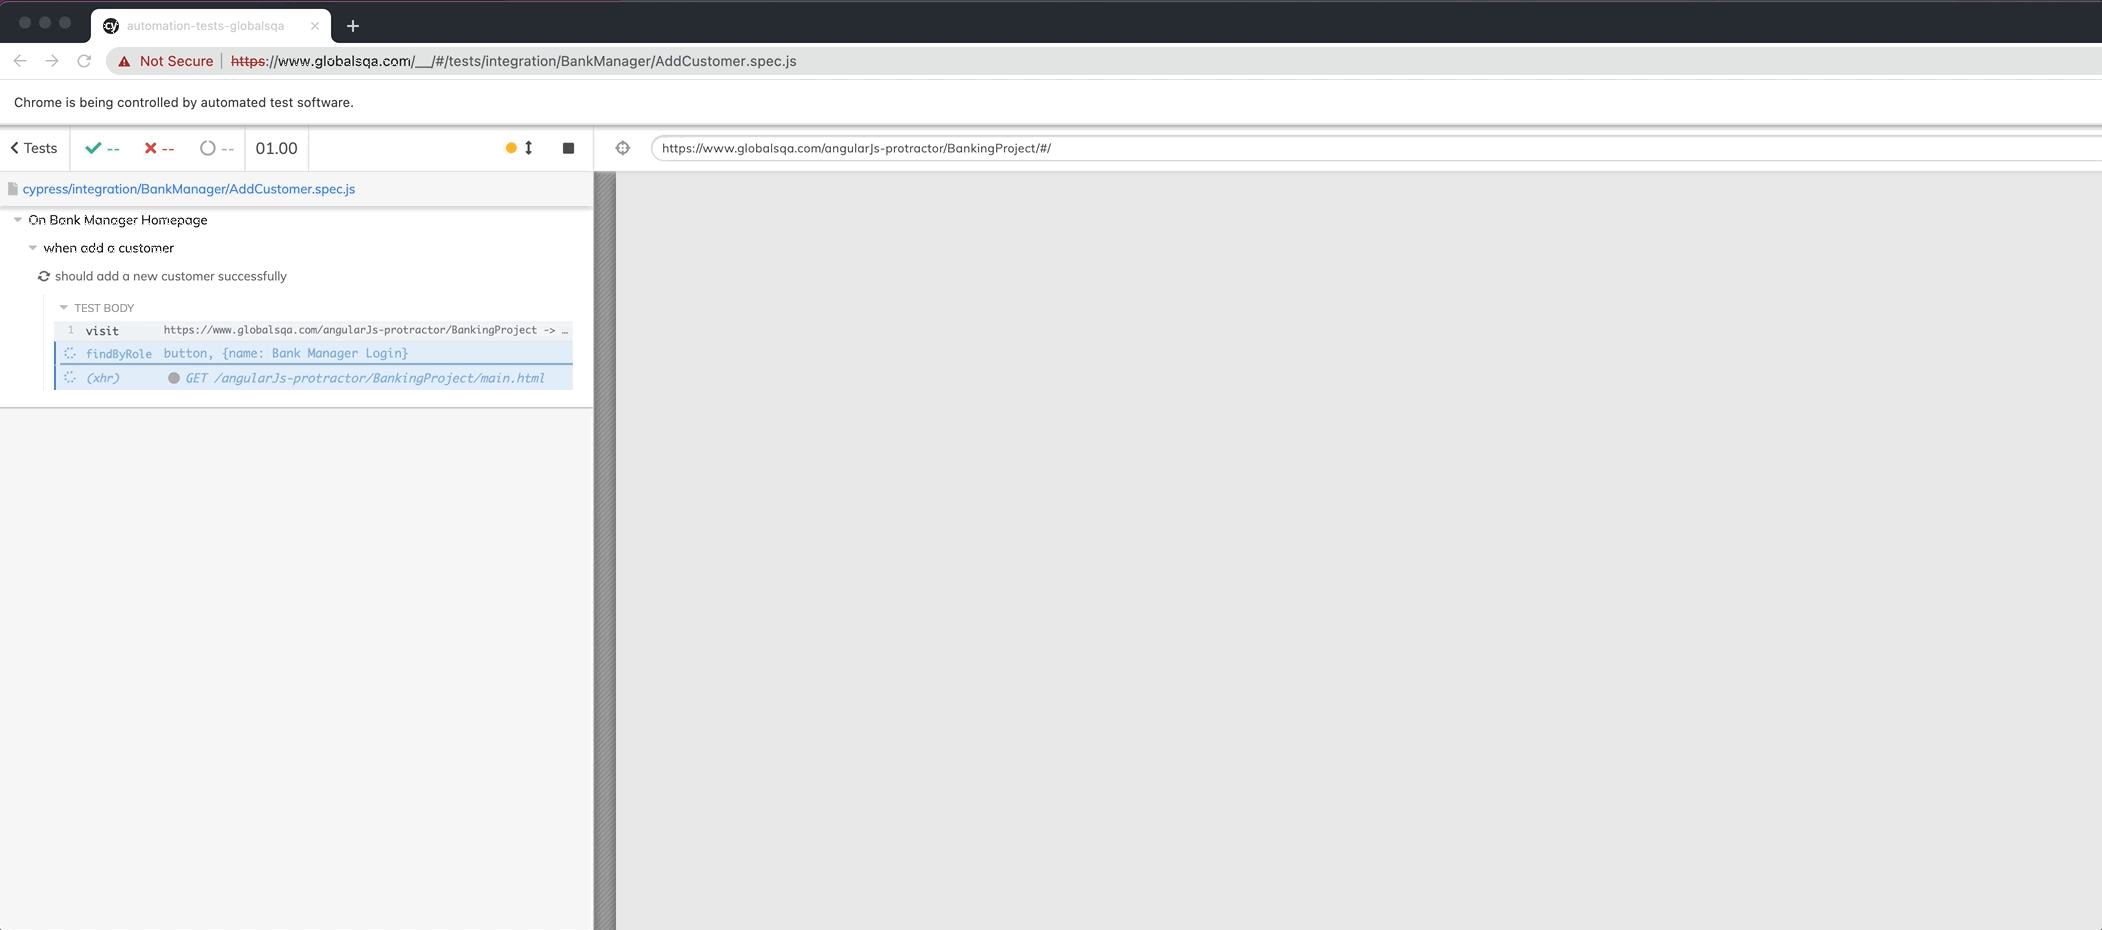 automation-tests-globalsqa
Not Secure | https://www.globalsqa.com/__/#/tests/integration/BankManager/AddCustomer.spec.js
Chrome is being controlled by automated test software.
Tests -- -- -- 01.00
https://www.globalsqa.com/angularJs-protractor/BankingProject/#/
cypress/integration/BankManager/AddCustomer.spec.js
On Bank Manager Homepage
when add a customer
should add a new customer successfully
TEST BODY
1 visit https://www.globalsqa.com/angularJs-protractor/BankingProject -> …
findByRole button, {name: Bank Manager Login}
(xhr) GET /angularJs-protractor/BankingProject/main.html